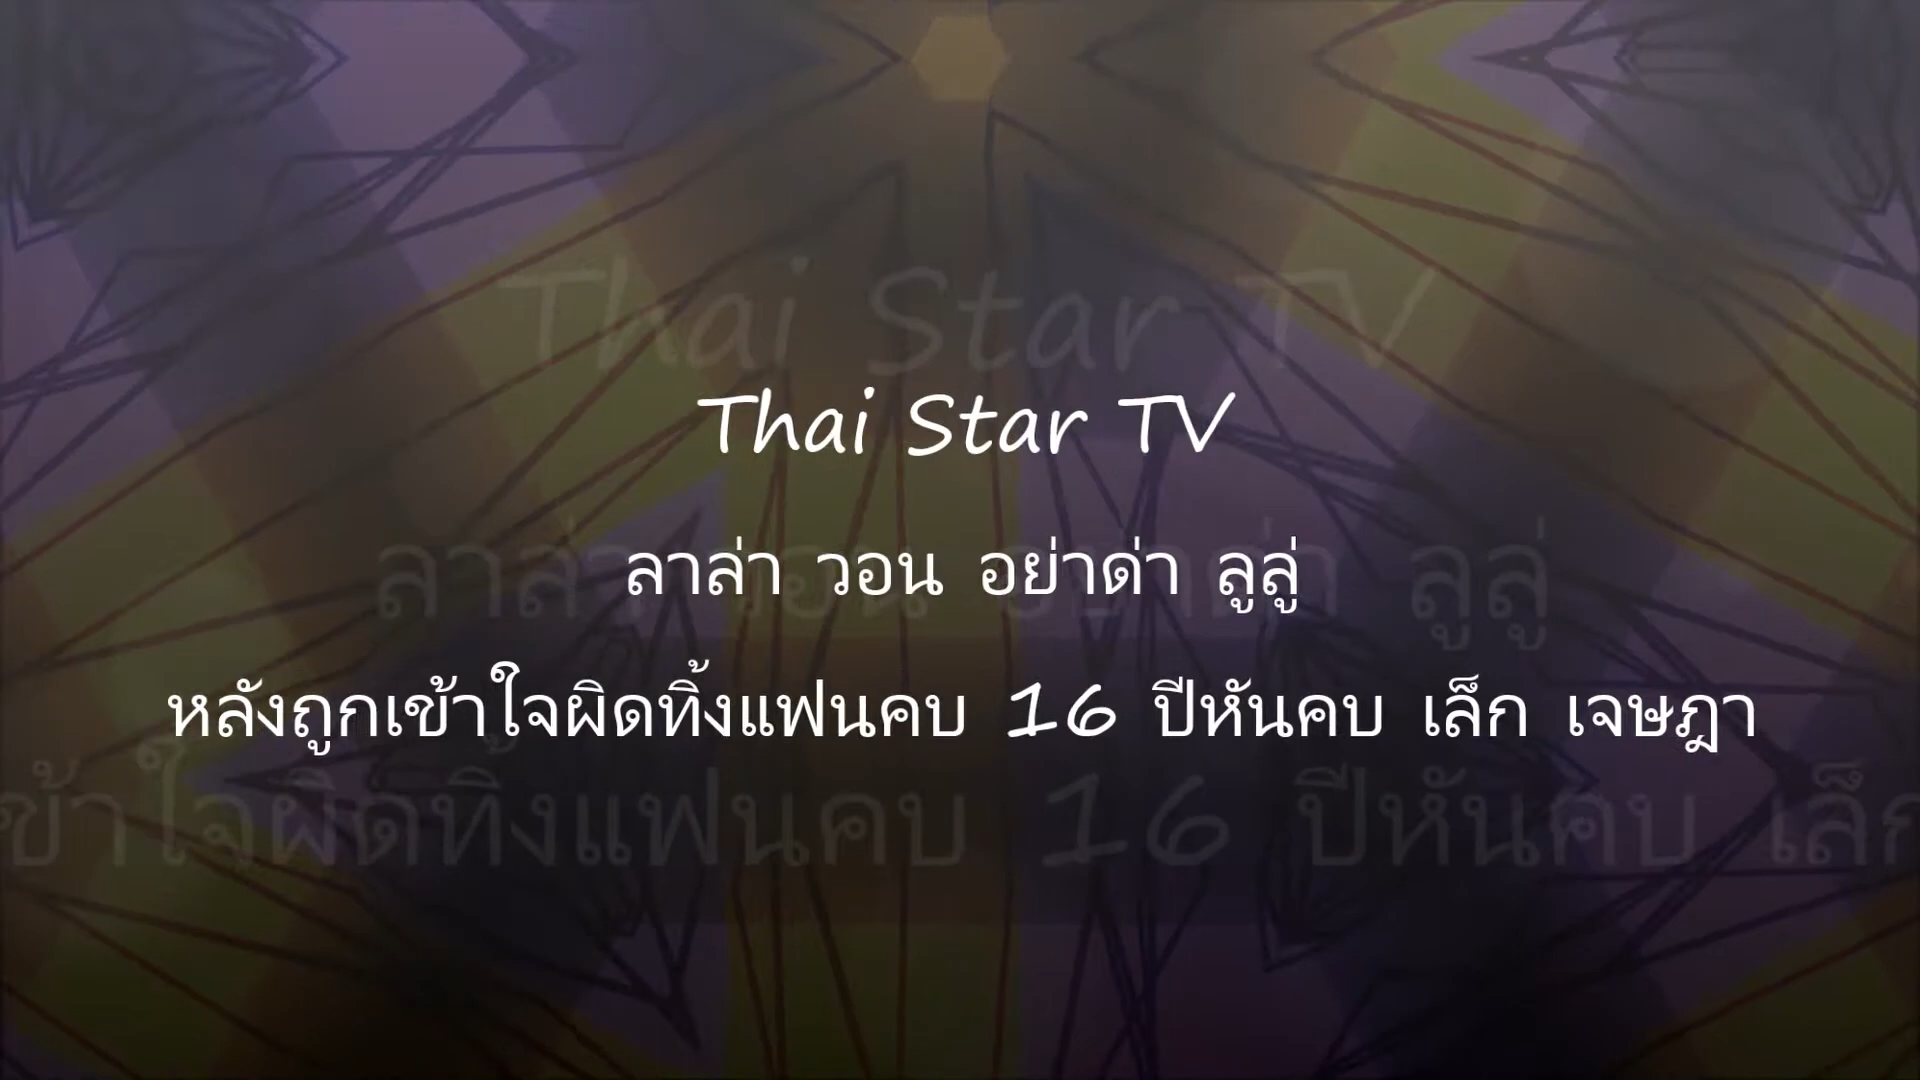 Thai Star TV
ลาล่า วอน อย่าด่า ลูลู่
หลังถูกเข้าใจผิดทิ้งแฟนคบ 16 ปีหันคบ เล็ก เจษฎา